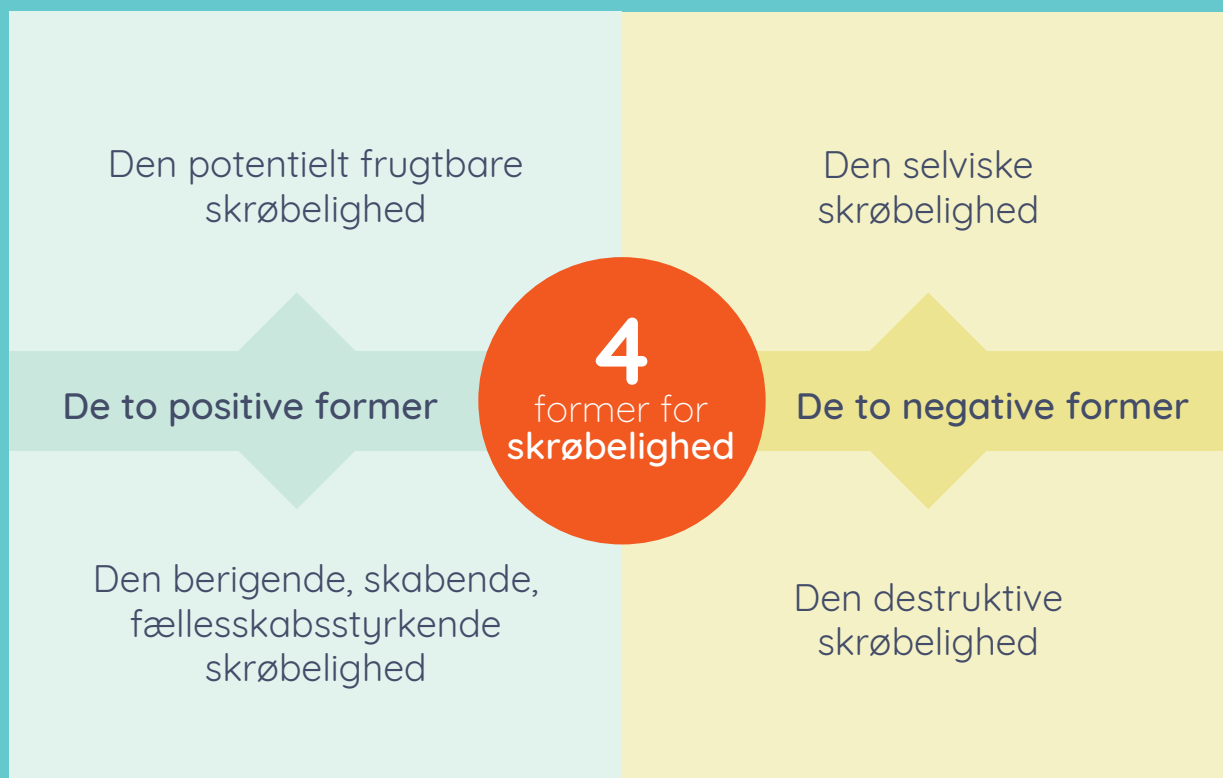 Den potentielt frugtbare
skrøbelighed
Den selviske
skrøbelighed
De to positive former
4
former for
skrøbelighed
De to negative former
Den berigende, skabende,
fællesskabsstyrkende
skrøbelighed
Den destruktive
skrøbelighed